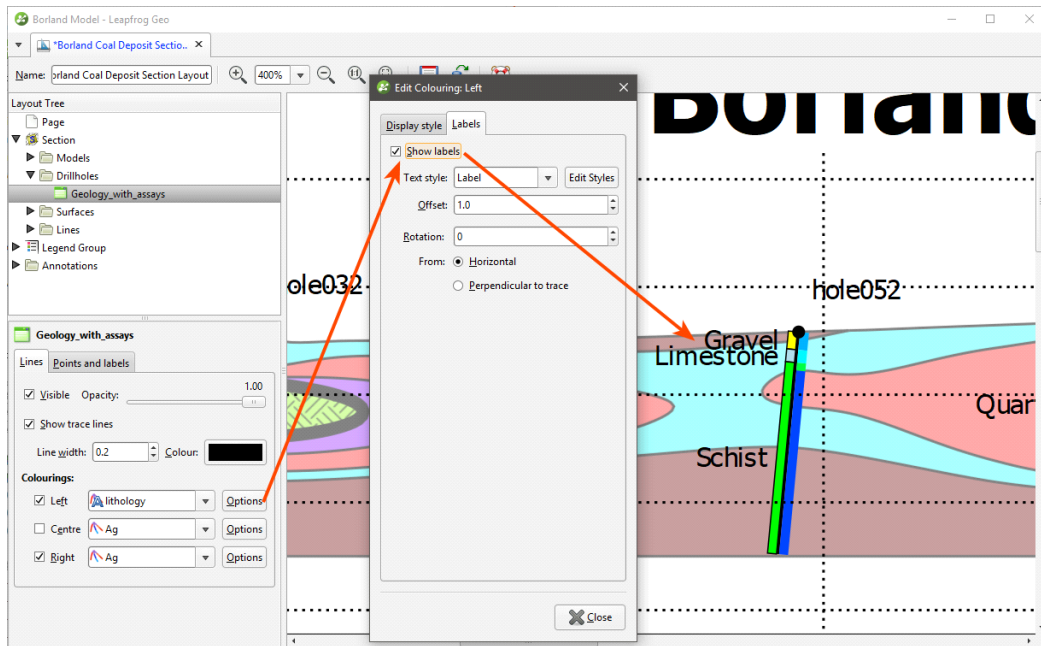 Borland Model - Leapfrog Geo
*Borland Coal Deposit Sectio..
Name: orland Coal Deposit Section Layout 400%
Layout Tree
Page
Section
Models
Drillholes
Geology_with_assays
Surfaces
Lines
Legend Group
Annotations
Geology_with_assays
Lines Points and labels
Visible Opacity: 1.00
Show trace lines
Line width: 0.2 Colour:
Colourings:
Left lithology Options
Centre Ag Options
Right Ag Options
Edit Colouring: Left
Display style Labels
Show labels
Text style: Label Edit Styles
Offset: 1.0
Rotation: 0
From: Horizontal
Perpendicular to trace
Close
Borland
ole032
hole052
Gravel
Limestone
Quar
Schist